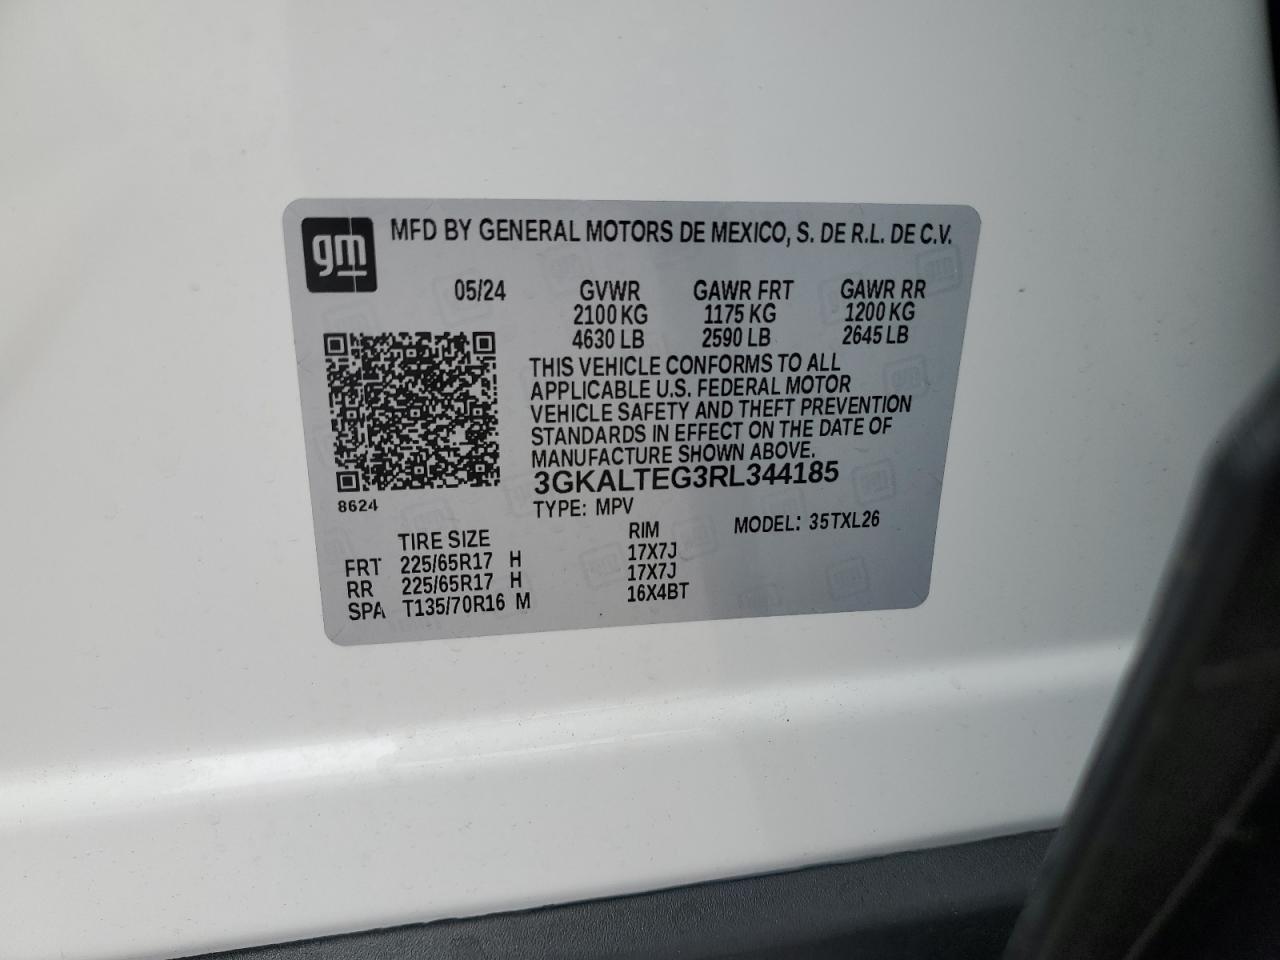 gm
MFD BY GENERAL MOTORS DE MEXICO, S. DE R.L. DE C.V.
05/24 GVWR GAWR FRT GAWR RR
2100 KG 1175 KG 1200 KG
4630 LB 2590 LB 2645 LB
THIS VEHICLE CONFORMS TO ALL
APPLICABLE U.S. FEDERAL MOTOR
VEHICLE SAFETY AND THEFT PREVENTION
STANDARDS IN EFFECT ON THE DATE OF
MANUFACTURE SHOWN ABOVE.
3GKALTEG3RL344185
8624
TYPE: MPV MODEL: 35TXL26
TIRE SIZE RIM
FRT 225/65R17 H 17X7J
RR 225/65R17 H 17X7J
SPA T135/70R16 M 16X4BT